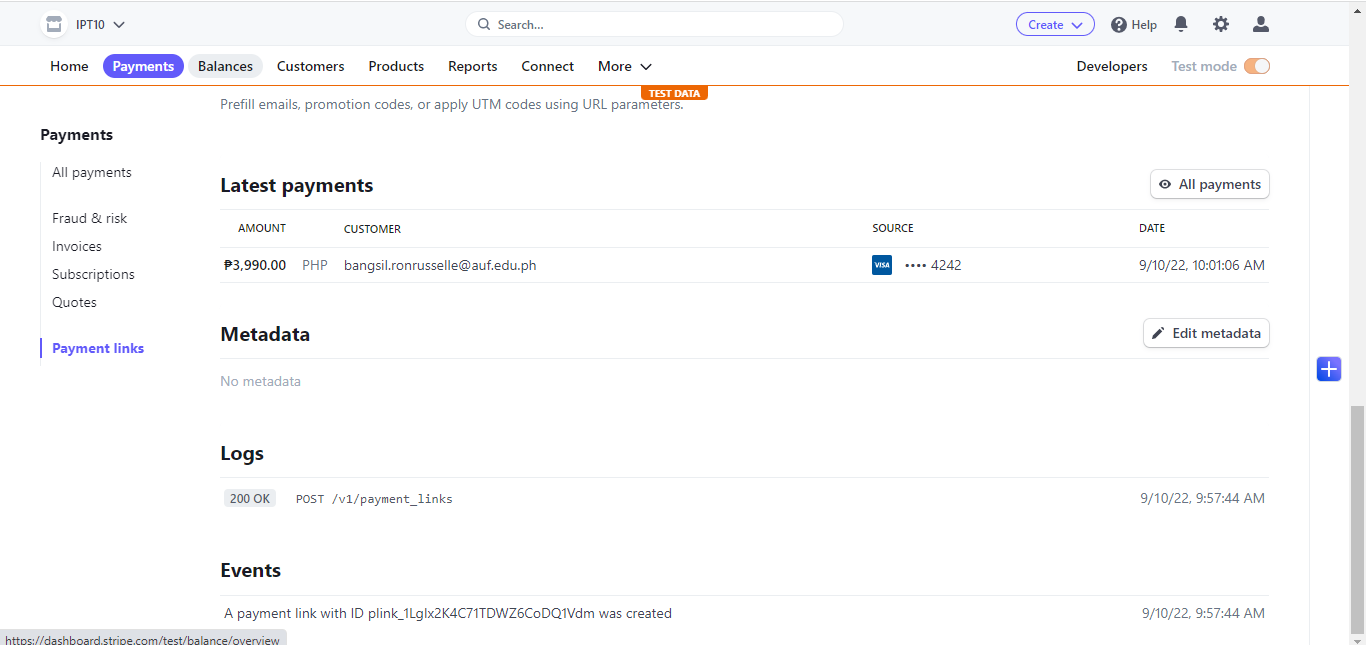 IPT10
Search...
Create
Help
Home Payments Balances Customers Products Reports Connect More Developers Test mode
TEST DATA
Prefill emails, promotion codes, or apply UTM codes using URL parameters.
Payments
All payments
Fraud & risk
Invoices
Subscriptions
Quotes
Payment links
Latest payments
All payments
AMOUNT CUSTOMER SOURCE DATE
₱3,990.00 PHP bangsil.ronrusselle@auf.edu.ph VISA •••• 4242 9/10/22, 10:01:06 AM
Metadata
Edit metadata
No metadata
Logs
200 OK POST /v1/payment_links 9/10/22, 9:57:44 AM
Events
A payment link with ID plink_1LgIx2K4C71TDWZ6CoDQ1Vdm was created 9/10/22, 9:57:44 AM
https://dashboard.stripe.com/test/balance/overview